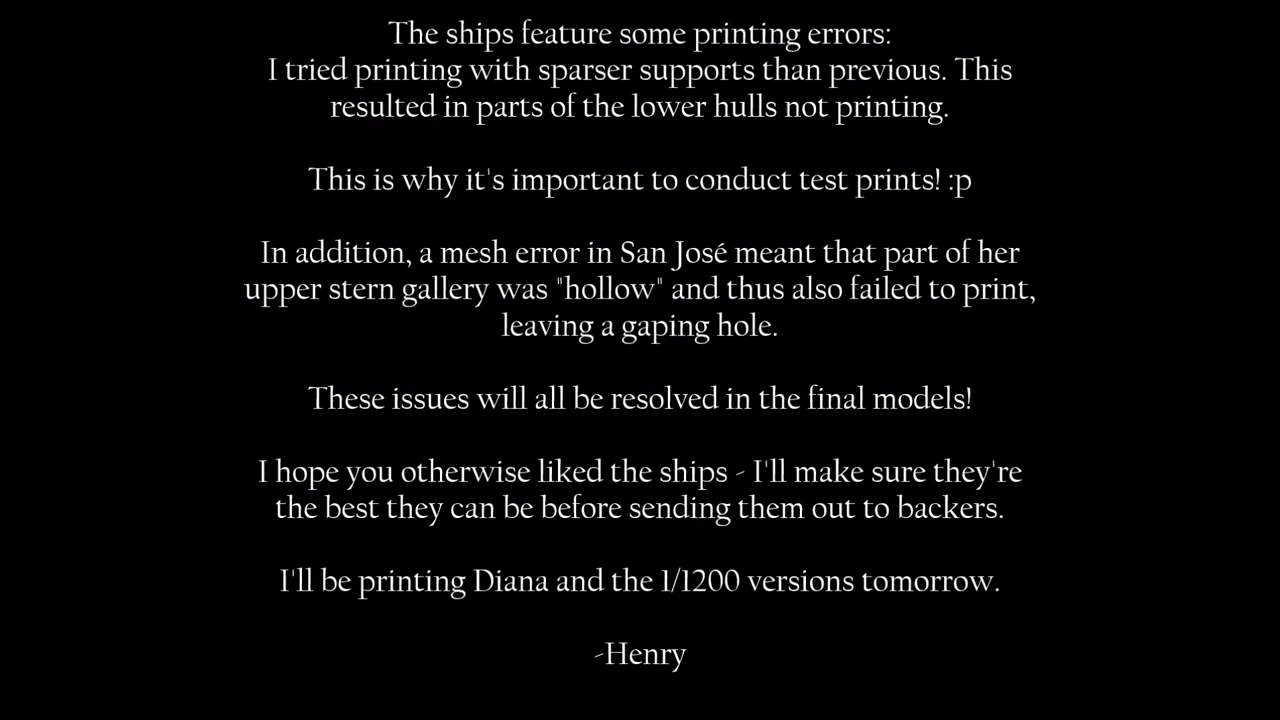 The ships feature some printing errors:
I tried printing with sparser supports than previous. This
resulted in parts of the lower hulls not printing.
This is why it's important to conduct test prints! :p
In addition, a mesh error in San José meant that part of her
upper stern gallery was "hollow" and thus also failed to print,
leaving a gaping hole.
These issues will all be resolved in the final models!
I hope you otherwise liked the ships - I'll make sure they're
the best they can be before sending them out to backers.
I'll be printing Diana and the 1/1200 versions tomorrow.
-Henry